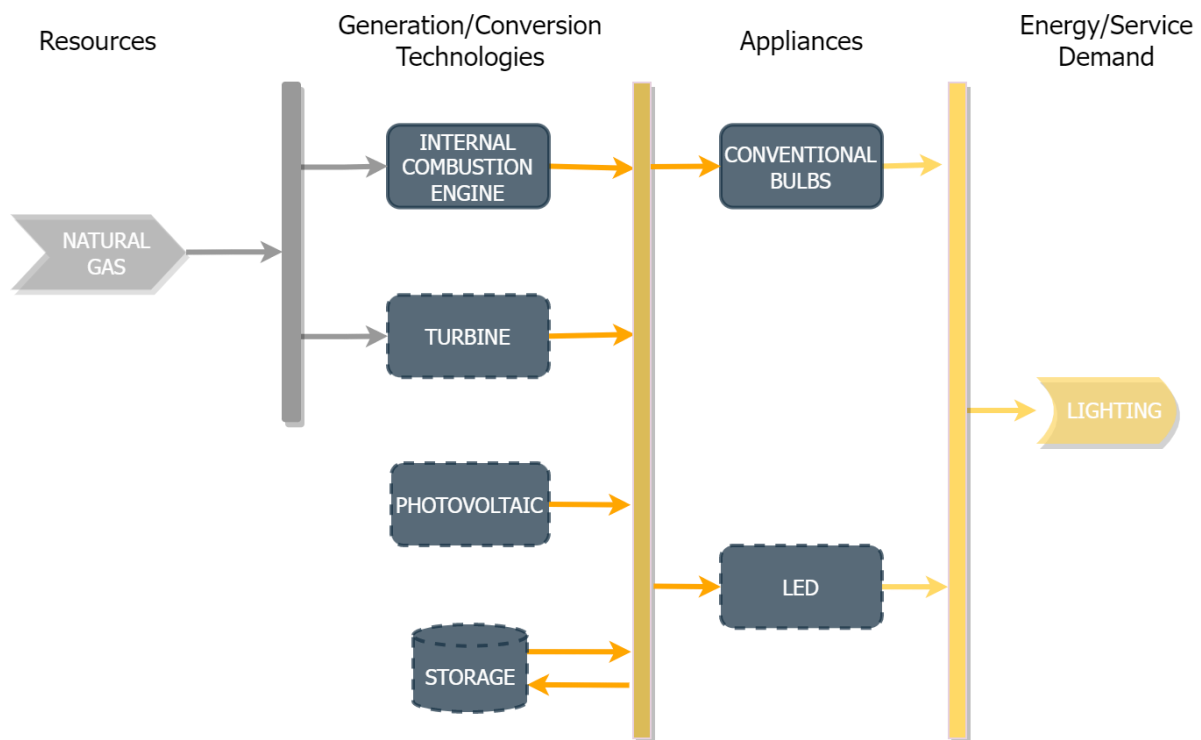 Resources
Generation/Conversion
Technologies
Appliances
Energy/Service
Demand
INTERNAL
COMBUSTION
ENGINE
CONVENTIONAL
BULBS
NATURAL
GAS
TURBINE
LIGHTING
PHOTOVOLTAIC
LED
STORAGE